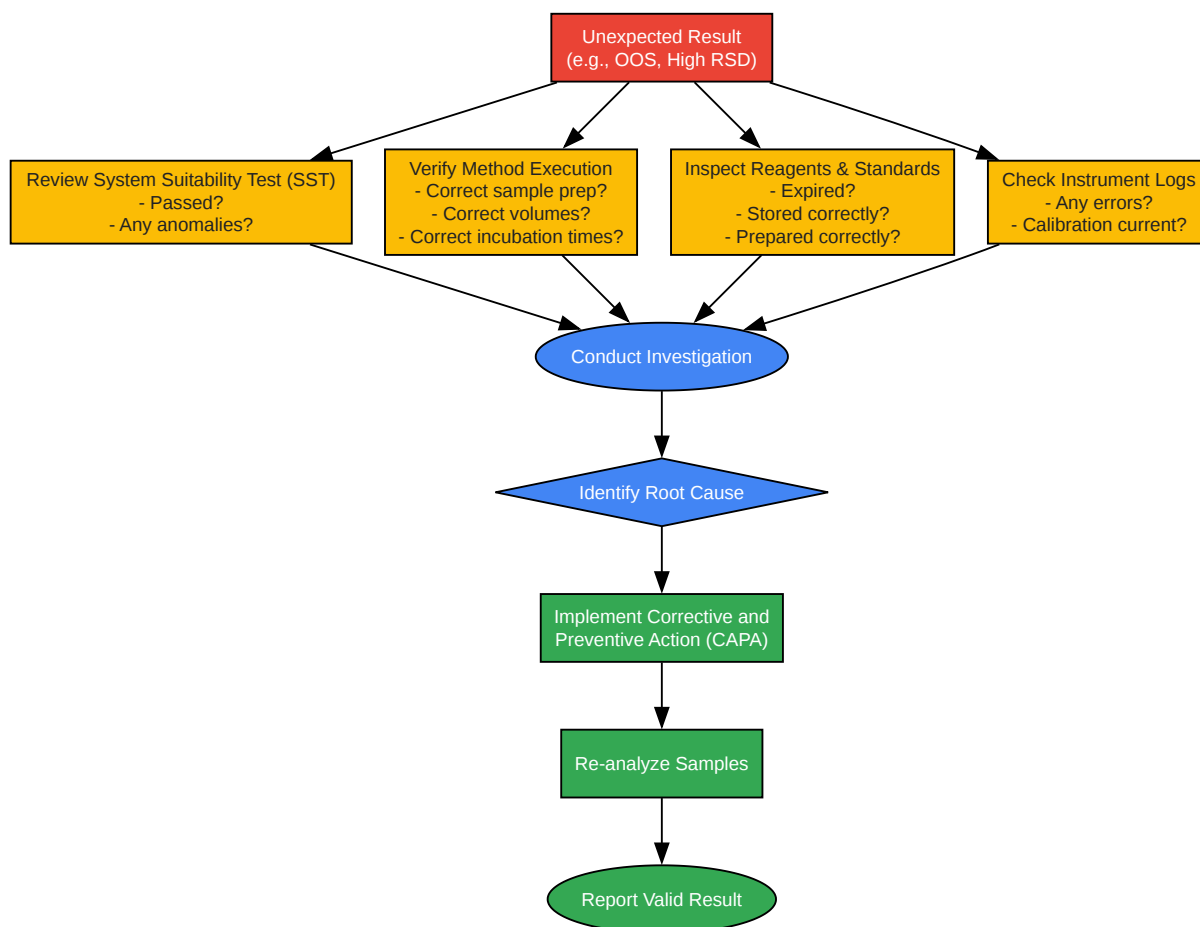 Unexpected Result
(e.g., OOS, High RSD)
Review System Suitability Test (SST)
- Passed?
- Any anomalies?
Verify Method Execution
- Correct sample prep?
- Correct volumes?
- Correct incubation times?
Inspect Reagents & Standards
- Expired?
- Stored correctly?
- Prepared correctly?
Check Instrument Logs
- Any errors?
- Calibration current?
Conduct Investigation
Identify Root Cause
Implement Corrective and
Preventive Action (CAPA)
Re-analyze Samples
Report Valid Result